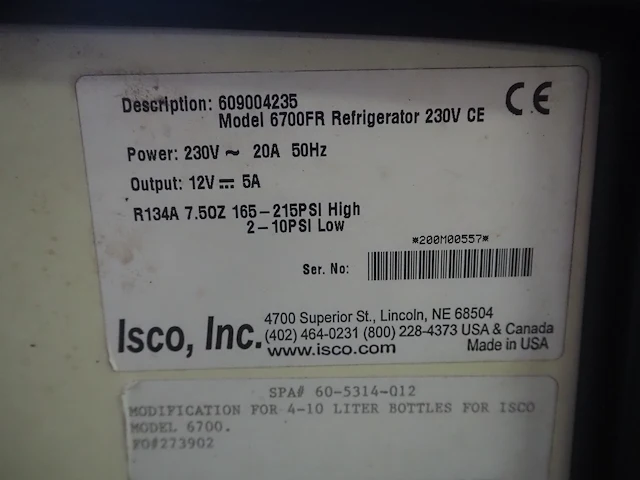 Description: 609004235
Model 6700FR Refrigerator 230V CE
CE
Power: 230V ~ 20A 50Hz
Output: 12V ⎓ 5A
R134A 7.5OZ 165-215PSI High
2-10PSI Low
*200M00557*
Ser. No:
Isco, Inc.
4700 Superior St., Lincoln, NE 68504
(402) 464-0231 (800) 228-4373 USA & Canada
www.isco.com Made in USA
SPA# 60-5314-012
MODIFICATION FOR 4-10 LITER BOTTLES FOR ISCO
MODEL 6700.
PO#273902